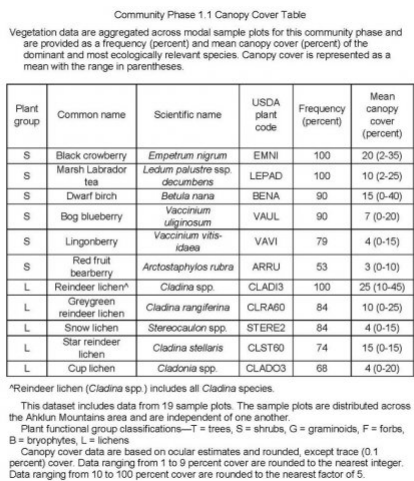 Community Phase 1.1 Canopy Cover Table
Vegetation data are aggregated across modal sample plots for this community phase and
are provided as a frequency (percent) and mean canopy cover (percent) of the
dominant and most ecologically relevant species. Canopy cover is represented as a
mean with the range in parentheses.
Plant group Common name Scientific name USDA plant code Frequency (percent) Mean canopy cover (percent)
S Black crowberry Empetrum nigrum EMNI 100 20 (2-35)
S Marsh Labrador tea Ledum palustre ssp. decumbens LEPAD 100 10 (2-25)
S Dwarf birch Betula nana BENA 90 15 (0-40)
S Bog blueberry Vaccinium uliginosum VAUL 90 7 (0-20)
S Lingonberry Vaccinium vitis-idaea VAVI 79 4 (0-15)
S Red fruit bearberry Arctostaphylos rubra ARRU 53 3 (0-10)
L Reindeer lichen^ Cladina spp. CLADI3 100 25 (10-45)
L Greygreen reindeer lichen Cladina rangiferina CLRA60 84 10 (0-25)
L Snow lichen Stereocaulon spp. STERE2 84 4 (0-15)
L Star reindeer lichen Cladina stellaris CLST60 74 15 (0-15)
L Cup lichen Cladonia spp. CLADO3 68 4 (0-20)
^Reindeer lichen (Cladina spp.) includes all Cladina species.
This dataset includes data from 19 sample plots. The sample plots are distributed across
the Ahklun Mountains area and are independent of one another.
Plant functional group classifications—T = trees, S = shrubs, G = graminoids, F = forbs,
B = bryophytes, L = lichens
Canopy cover data are based on ocular estimates and rounded, except trace (0.1
percent) cover. Data ranging from 1 to 9 percent cover are rounded to the nearest integer.
Data ranging from 10 to 100 percent cover are rounded to the nearest factor of 5.